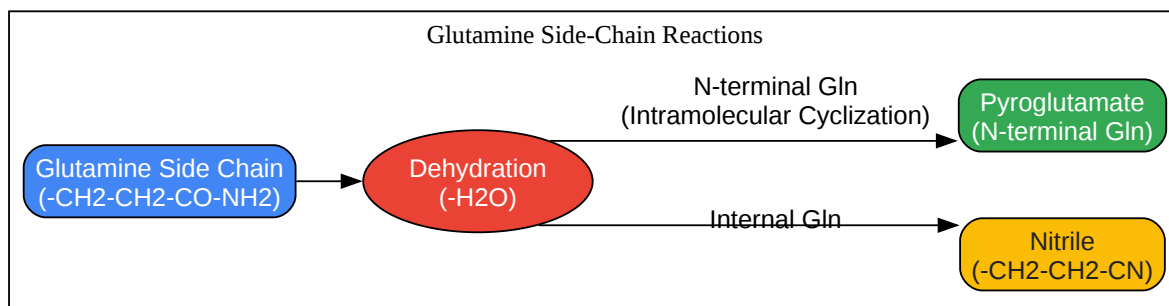 Glutamine Side-Chain Reactions
N-terminal Gln
(Intramolecular Cyclization)
Pyroglutamate
(N-terminal Gln)
Glutamine Side Chain
(-CH2-CH2-CO-NH2)
Dehydration
(-H2O)
Internal Gln
Nitrile
(-CH2-CH2-CN)